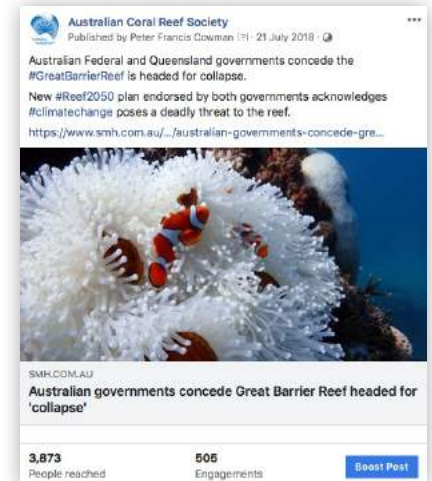 Australian Coral Reef Society
Published by Peter Francis Cowman [?] · 21 July 2018 ·
Australian Federal and Queensland governments concede the
#GreatBarrierReef is headed for collapse.
New #Reef2050 plan endorsed by both governments acknowledges
#climatechange poses a deadly threat to the reef.
https://www.smh.com.au/.../australian-governments-concede-gre...
SMH.COM.AU
Australian governments concede Great Barrier Reef headed for
'collapse'
3,873 505
People reached Engagements Boost Post